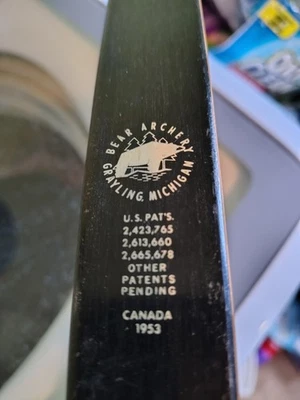 BEAR ARCHERY
GRAYLING, MICHIGAN
U.S. PAT'S.
2,423,765
2,613,660
2,665,678
OTHER
PATENTS
PENDING
CANADA
1953